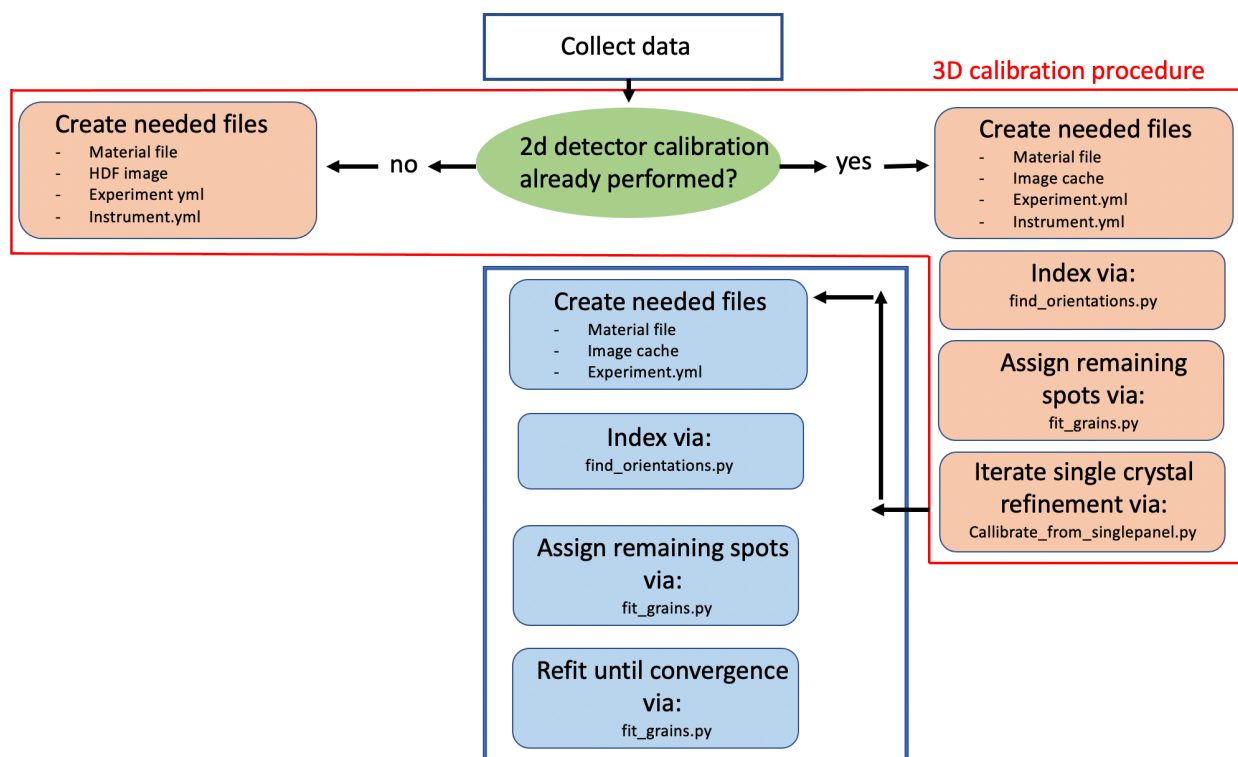 Collect data
3D calibration procedure
Create needed files
- Material file
- HDF image
- Experiment yml
- Instrument.yml
no
2d detector calibration
already performed?
yes
Create needed files
- Material file
- Image cache
- Experiment.yml
- Instrument.yml
Index via:
find_orientations.py
Assign remaining
spots via:
fit_grains.py
Iterate single crystal
refinement via:
Callibrate_from_singlepanel.py
Create needed files
- Material file
- Image cache
- Experiment.yml
Index via:
find_orientations.py
Assign remaining spots
via:
fit_grains.py
Refit until convergence
via:
fit_grains.py